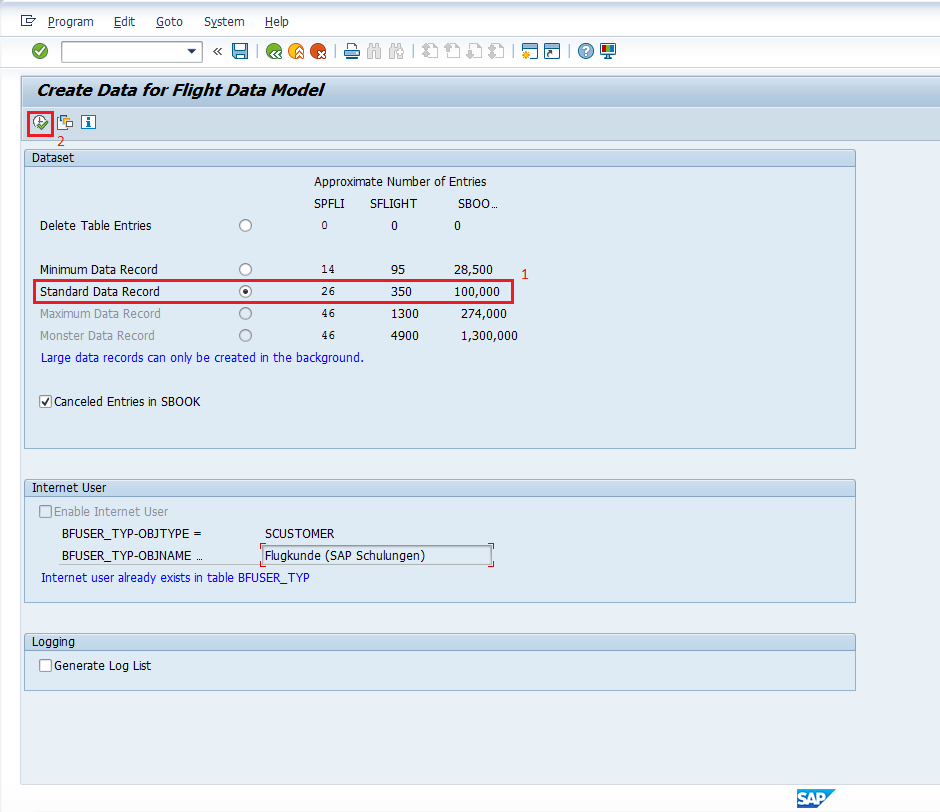 Program Edit Goto System Help
Create Data for Flight Data Model
2
Dataset
Approximate Number of Entries
SPFLI SFLIGHT SBOO...
Delete Table Entries 0 0 0
Minimum Data Record 14 95 28,500
1
Standard Data Record 26 350 100,000
Maximum Data Record 46 1300 274,000
Monster Data Record 46 4900 1,300,000
Large data records can only be created in the background.
Canceled Entries in SBOOK
Internet User
Enable Internet User
BFUSER_TYP-OBJTYPE = SCUSTOMER
BFUSER_TYP-OBJNAME ... Flugkunde (SAP Schulungen)
Internet user already exists in table BFUSER_TYP
Logging
Generate Log List
SAP